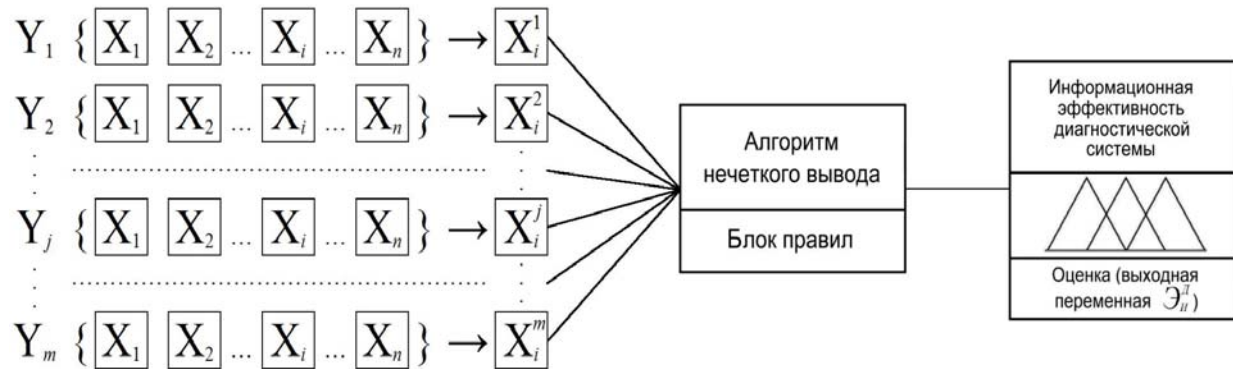 Y₁ { X₁ X₂ ... Xᵢ ... Xₙ } → Xᵢ¹
Y₂ { X₁ X₂ ... Xᵢ ... Xₙ } → Xᵢ²
Yⱼ { X₁ X₂ ... Xᵢ ... Xₙ } → Xᵢʲ
Yₘ { X₁ X₂ ... Xᵢ ... Xₙ } → Xᵢᵐ
Алгоритм
нечеткого вывода
Блок правил
Информационная
эффективность
диагностической
системы
Оценка (выходная
переменная Э_и^Д)